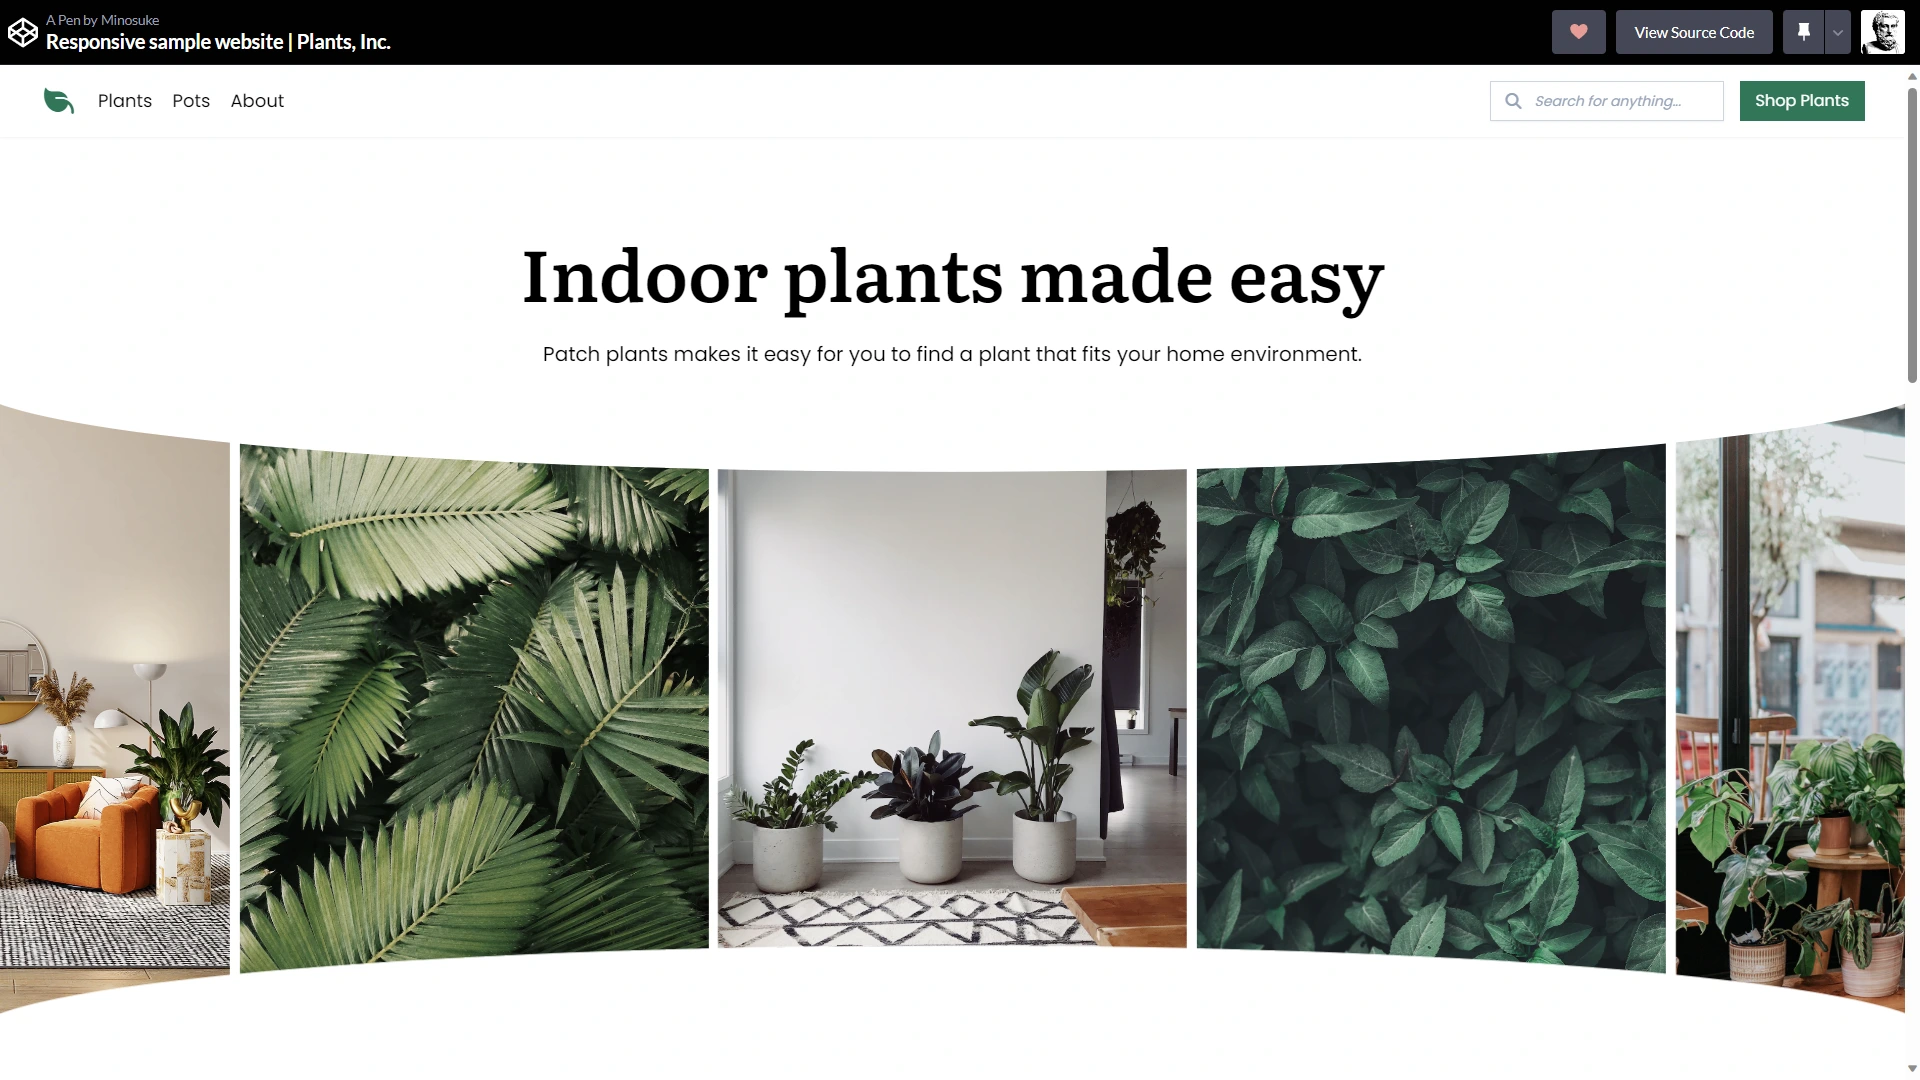 A Pen by Minosuke
Responsive sample website | Plants, Inc.
View Source Code
Plants
Pots
About
Search for anything...
Shop Plants
Indoor plants made easy
Patch plants makes it easy for you to find a plant that fits your home environment.